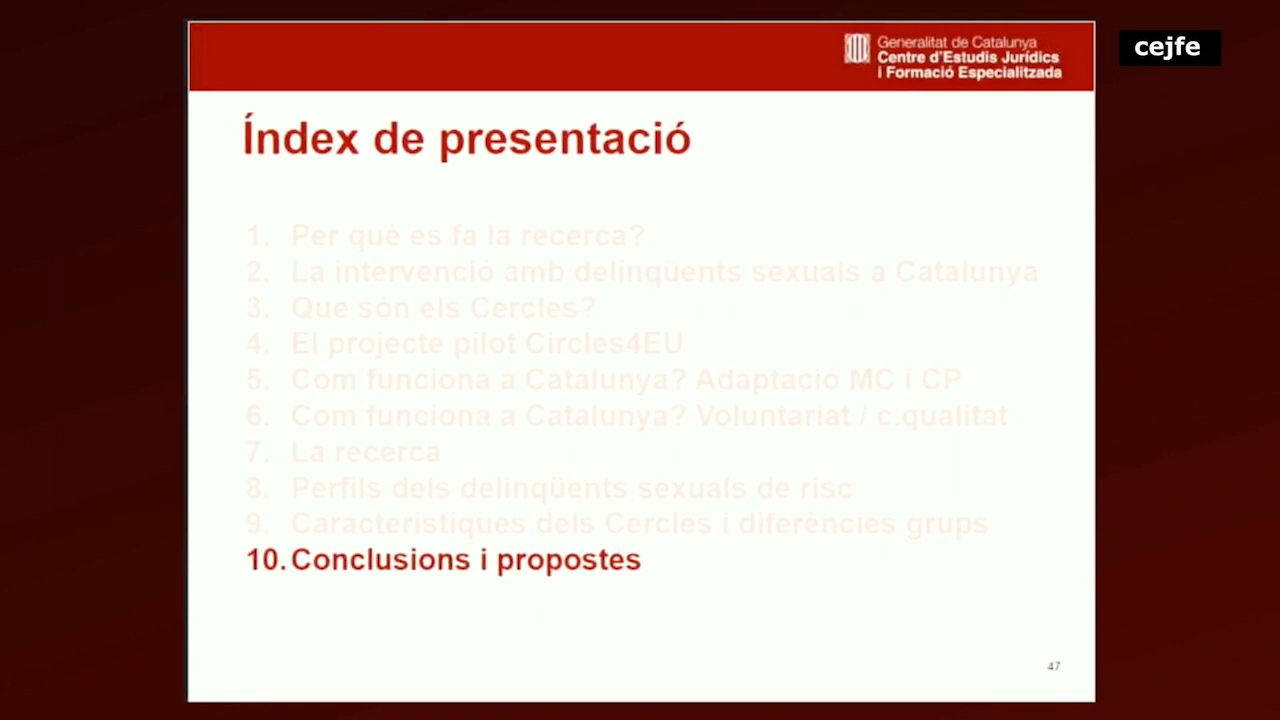 Generalitat de Catalunya
Centre d'Estudis Jurídics
i Formació Especialitzada
cejfe
Índex de presentació
1. Per què es fa la recerca?
2. La intervenció amb delinqüents sexuals a Catalunya
3. Que són els Cercles?
4. El projecte pilot Circles4EU
5. Com funciona a Catalunya? Adaptació MC i CP
6. Com funciona a Catalunya? Voluntariat / c.qualitat
7. La recerca
8. Perfils dels delinqüents sexuals de risc
9. Característiques dels Cercles i diferències grups
10. Conclusions i propostes
47